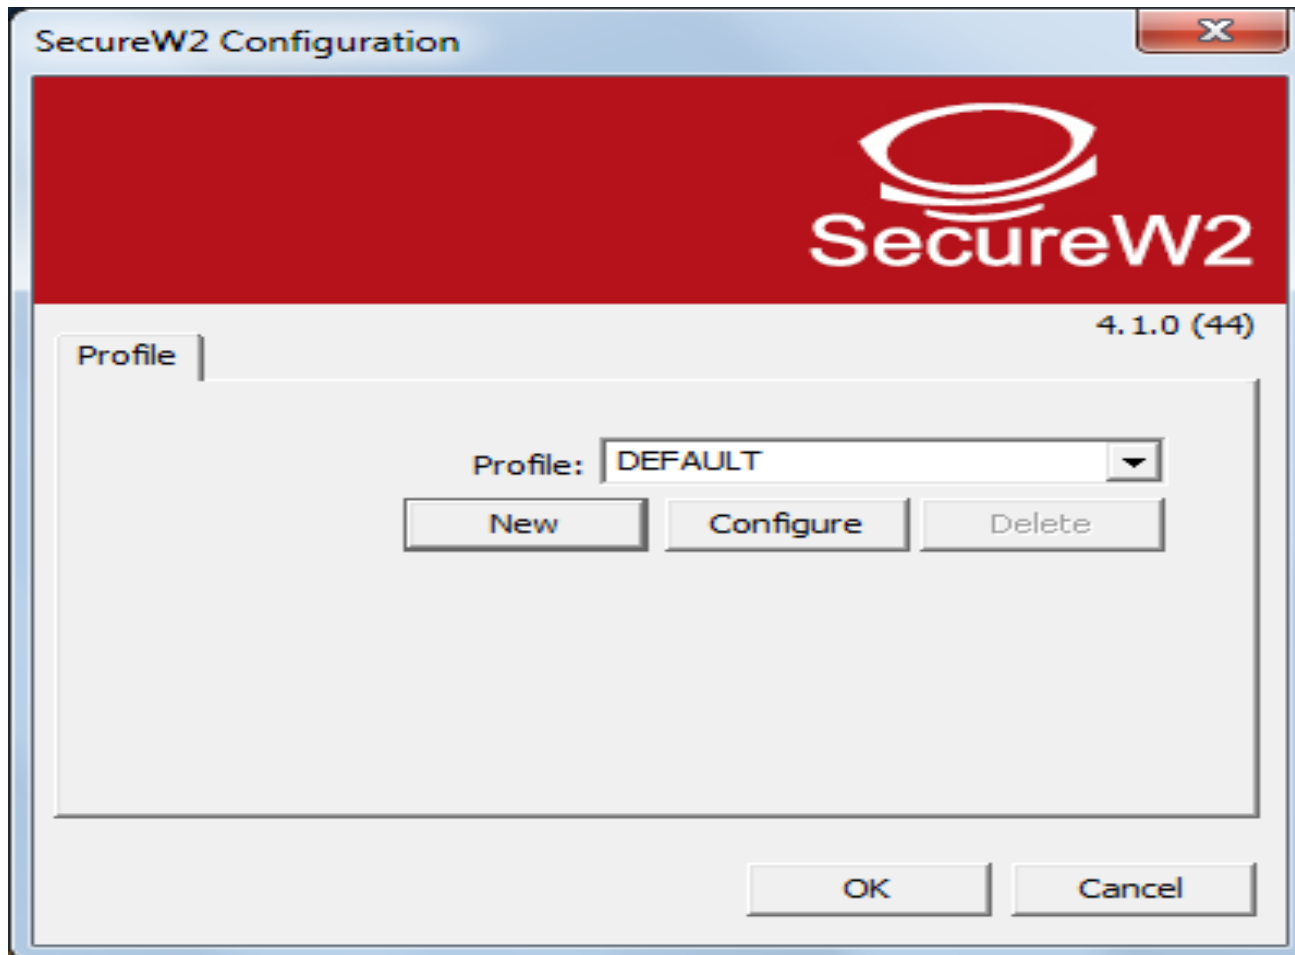 SecureW2 Configuration
SecureW2
4.1.0 (44)
Profile
Profile: DEFAULT
New Configure Delete
OK Cancel